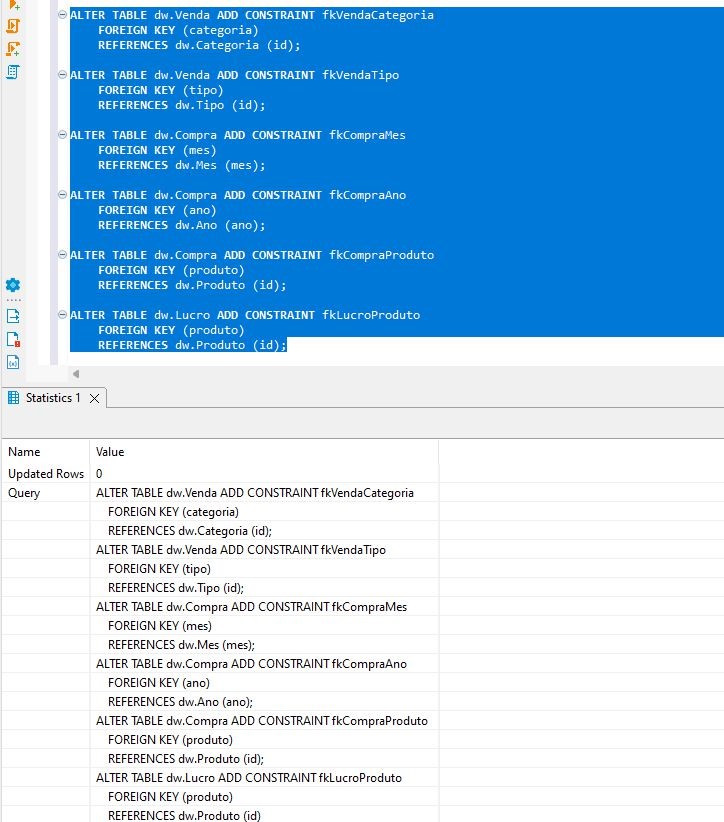 ALTER TABLE dw.Venda ADD CONSTRAINT fkVendaCategoria
FOREIGN KEY (categoria)
REFERENCES dw.Categoria (id);
ALTER TABLE dw.Venda ADD CONSTRAINT fkVendaTipo
FOREIGN KEY (tipo)
REFERENCES dw.Tipo (id);
ALTER TABLE dw.Compra ADD CONSTRAINT fkCompraMes
FOREIGN KEY (mes)
REFERENCES dw.Mes (mes);
ALTER TABLE dw.Compra ADD CONSTRAINT fkCompraAno
FOREIGN KEY (ano)
REFERENCES dw.Ano (ano);
ALTER TABLE dw.Compra ADD CONSTRAINT fkCompraProduto
FOREIGN KEY (produto)
REFERENCES dw.Produto (id);
ALTER TABLE dw.Lucro ADD CONSTRAINT fkLucroProduto
FOREIGN KEY (produto)
REFERENCES dw.Produto (id);
Statistics 1
Name Value
Updated Rows 0
Query ALTER TABLE dw.Venda ADD CONSTRAINT fkVendaCategoria
FOREIGN KEY (categoria)
REFERENCES dw.Categoria (id);
ALTER TABLE dw.Venda ADD CONSTRAINT fkVendaTipo
FOREIGN KEY (tipo)
REFERENCES dw.Tipo (id);
ALTER TABLE dw.Compra ADD CONSTRAINT fkCompraMes
FOREIGN KEY (mes)
REFERENCES dw.Mes (mes);
ALTER TABLE dw.Compra ADD CONSTRAINT fkCompraAno
FOREIGN KEY (ano)
REFERENCES dw.Ano (ano);
ALTER TABLE dw.Compra ADD CONSTRAINT fkCompraProduto
FOREIGN KEY (produto)
REFERENCES dw.Produto (id);
ALTER TABLE dw.Lucro ADD CONSTRAINT fkLucroProduto
FOREIGN KEY (produto)
REFERENCES dw.Produto (id)